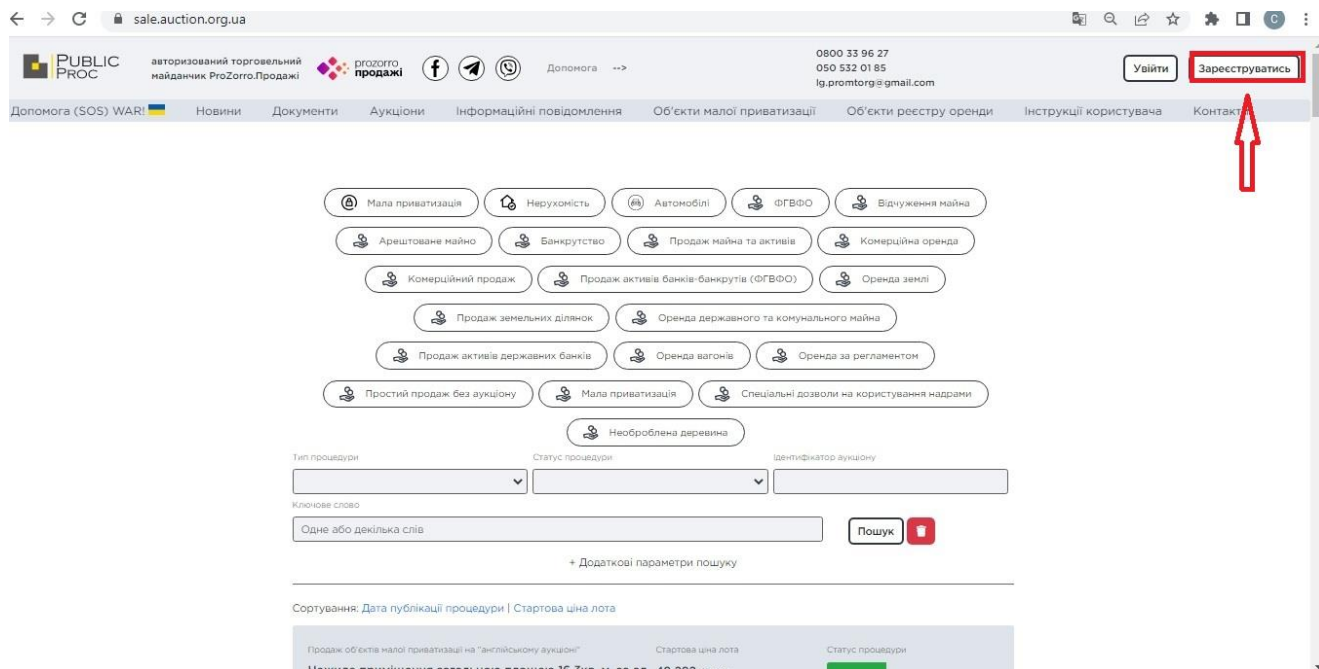 sale.auction.org.ua
C
PUBLIC PROC
авторизований торговельний
майданчик ProZorro.Продажі
prozorro
продажі
Допомога -->
0800 33 96 27
050 532 01 85
lg.promtorg@gmail.com
Увійти
Зареєструватись
Допомога (SOS) WAR! Новини Документи Аукціони Інформаційні повідомлення Об'єкти малої приватизації Об'єкти реєстру оренди Інструкції користувача Контакти
Мала приватизація Нерухомість Автомобілі ФГВФО Відчуження майна
Арештоване майно Банкрутство Продаж майна та активів Комерційна оренда
Комерційний продаж Продаж активів банків-банкрутів (ФГВФО) Оренда землі
Продаж земельних ділянок Оренда державного та комунального майна
Продаж активів державних банків Оренда вагонів Оренда за регламентом
Простий продаж без аукціону Мала приватизація Спеціальні дозволи на користування надрами
Необроблена деревина
Тип процедури Статус процедури Ідентифікатор аукціону
Ключове слово
Одне або декілька слів
Пошук
+ Додаткові параметри пошуку
Сортування: Дата публікації процедури | Стартова ціна лота
Продаж об'єктів малої приватизації на "англійському аукціоні" Стартова ціна лота Статус процедури